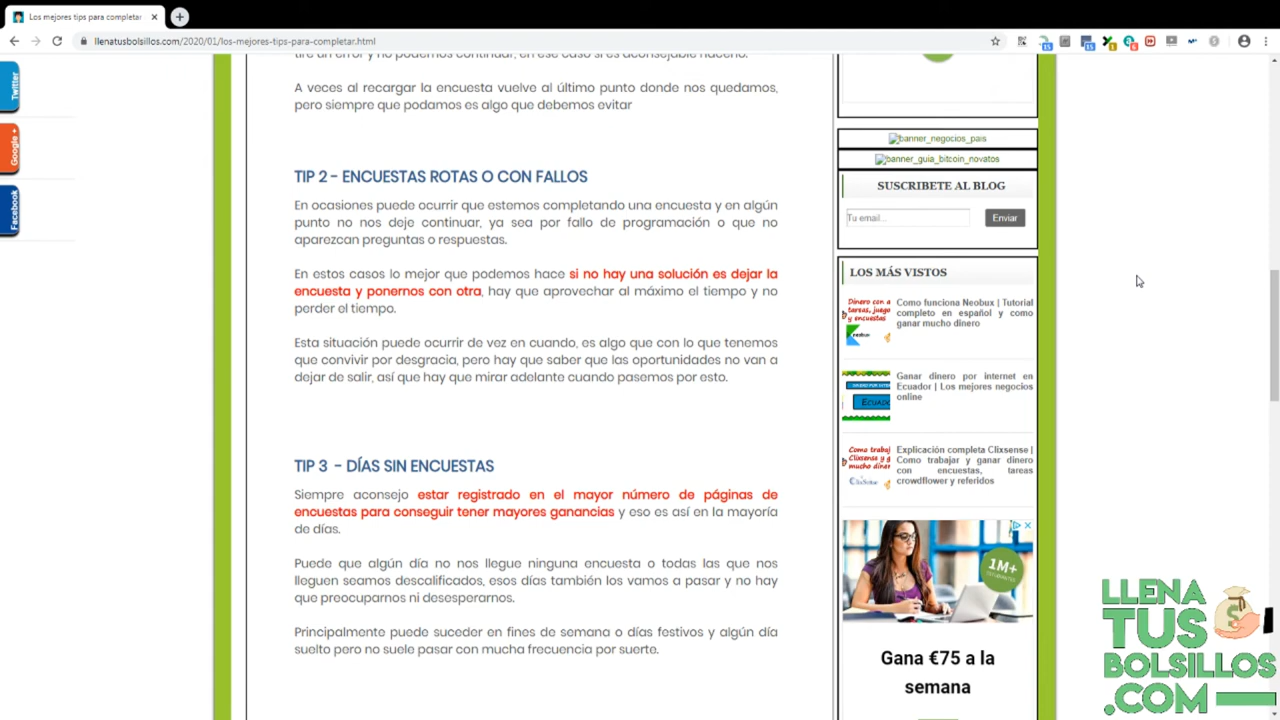 Los mejores tips para completar
llenatusbolsillos.com/2020/01/los-mejores-tips-para-completar.html
Twitter
Google +
Facebook
A veces al recargar la encuesta vuelve al último punto donde nos quedamos,
pero siempre que podamos es algo que debemos evitar
TIP 2 - ENCUESTAS ROTAS O CON FALLOS
En ocasiones puede ocurrir que estemos completando una encuesta y en algún
punto no nos deje continuar, ya sea por fallo de programación o que no
aparezcan preguntas o respuestas.
En estos casos lo mejor que podemos hace si no hay una solución es dejar la
encuesta y ponernos con otra, hay que aprovechar al máximo el tiempo y no
perder el tiempo.
Esta situación puede ocurrir de vez en cuando, es algo que con lo que tenemos
que convivir por desgracia, pero hay que saber que las oportunidades no van a
dejar de salir, así que hay que mirar adelante cuando pasemos por esto.
TIP 3 - DÍAS SIN ENCUESTAS
Siempre aconsejo estar registrado en el mayor número de páginas de
encuestas para conseguir tener mayores ganancias y eso es así en la mayoría
de días.
Puede que algún día no nos llegue ninguna encuesta o todas las que nos
lleguen seamos descalificados, esos días también los vamos a pasar y no hay
que preocuparnos ni desesperarnos.
Principalmente puede suceder en fines de semana o días festivos y algún día
suelto pero no suele pasar con mucha frecuencia por suerte.
banner_negocios_pais
banner_guia_bitcoin_novatos
SUSCRIBETE AL BLOG
Tu email...
Enviar
LOS MÁS VISTOS
Como funciona Neobux | Tutorial
completo en español y como
ganar mucho dinero
Ganar dinero por internet en
Ecuador | Los mejores negocios
online
Explicación completa Clixsense |
Como trabajar y ganar dinero
con encuestas, tareas
crowdflower y referidos
1M+
Gana €75 a la
semana
LLENA
TUS
BOLSILLOS
.COM